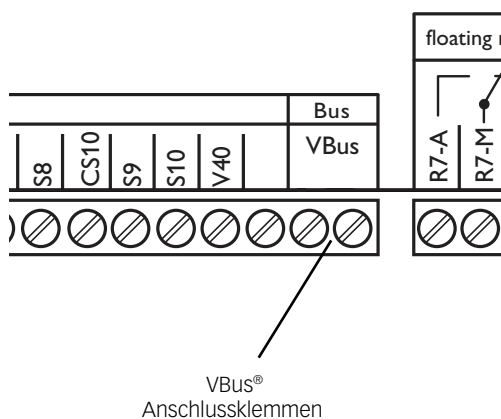 floating
Bus
VBus
S8
CS10
S9
S10
V40
R7-A
R7-M
VBus®
Anschlussklemmen